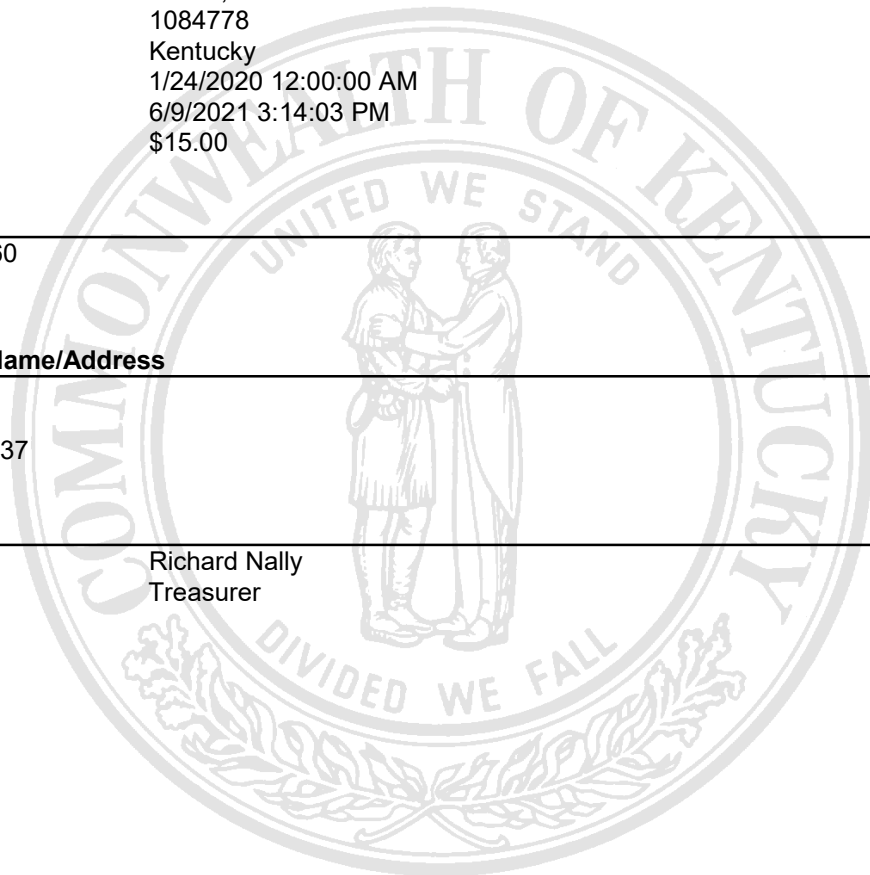 1084778
Kentucky
1/24/2020 12:00:00 AM
6/9/2021 3:14:03 PM
$15.00
COMMONWEALTH OF KENTUCKY
UNITED WE STAND
60
Name/Address
37
Richard Nally
Treasurer
DIVIDED WE FALL